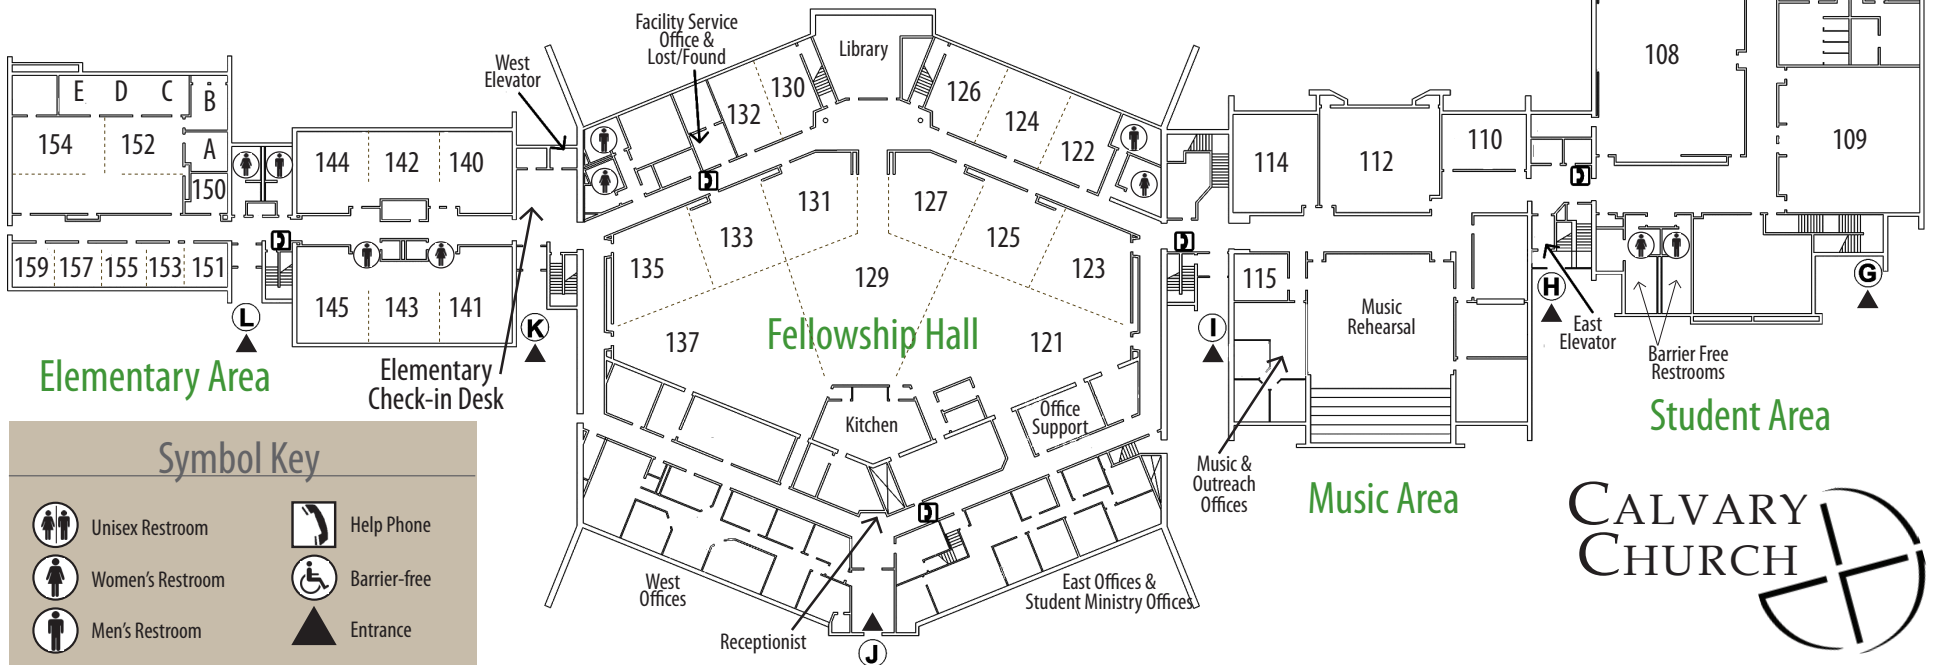 Facility Service
Office &
Lost/Found
Library
West
Elevator
E
D
C
B
A
154
152
150
144
142
140
132
130
126
124
122
114
112
110
108
109
131
127
133
125
135
123
129
137
121
Fellowship Hall
159
157
155
153
151
145
143
141
115
Music
Rehearsal
L
K
I
H
G
J
East
Elevator
Barrier Free
Restrooms
Elementary Area
Elementary
Check-in Desk
Kitchen
Office
Support
Music &
Outreach
Offices
Music Area
Student Area
West
Offices
Receptionist
East Offices &
Student Ministry Offices
Symbol Key
Unisex Restroom
Help Phone
Women's Restroom
Barrier-free
Men's Restroom
Entrance
CALVARY
CHURCH